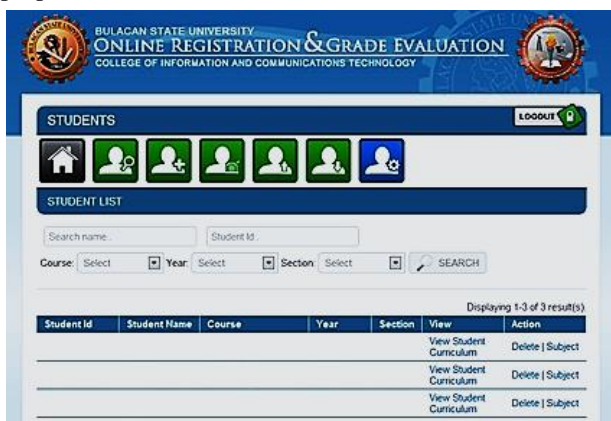 BULACAN STATE UNIVERSITY
ONLINE REGISTRATION & GRADE EVALUATION
COLLEGE OF INFORMATION AND COMMUNICATIONS TECHNOLOGY
STUDENTS
LOGOUT
STUDENT LIST
Search name..
Student Id..
Course: Select Year: Select Section Select SEARCH
Displaying 1-3 of 3 result(s)
Student Id Student Name Course Year Section View Action
View Student Curriculum Delete | Subject
View Student Curriculum Delete | Subject
View Student Curriculum Delete | Subject